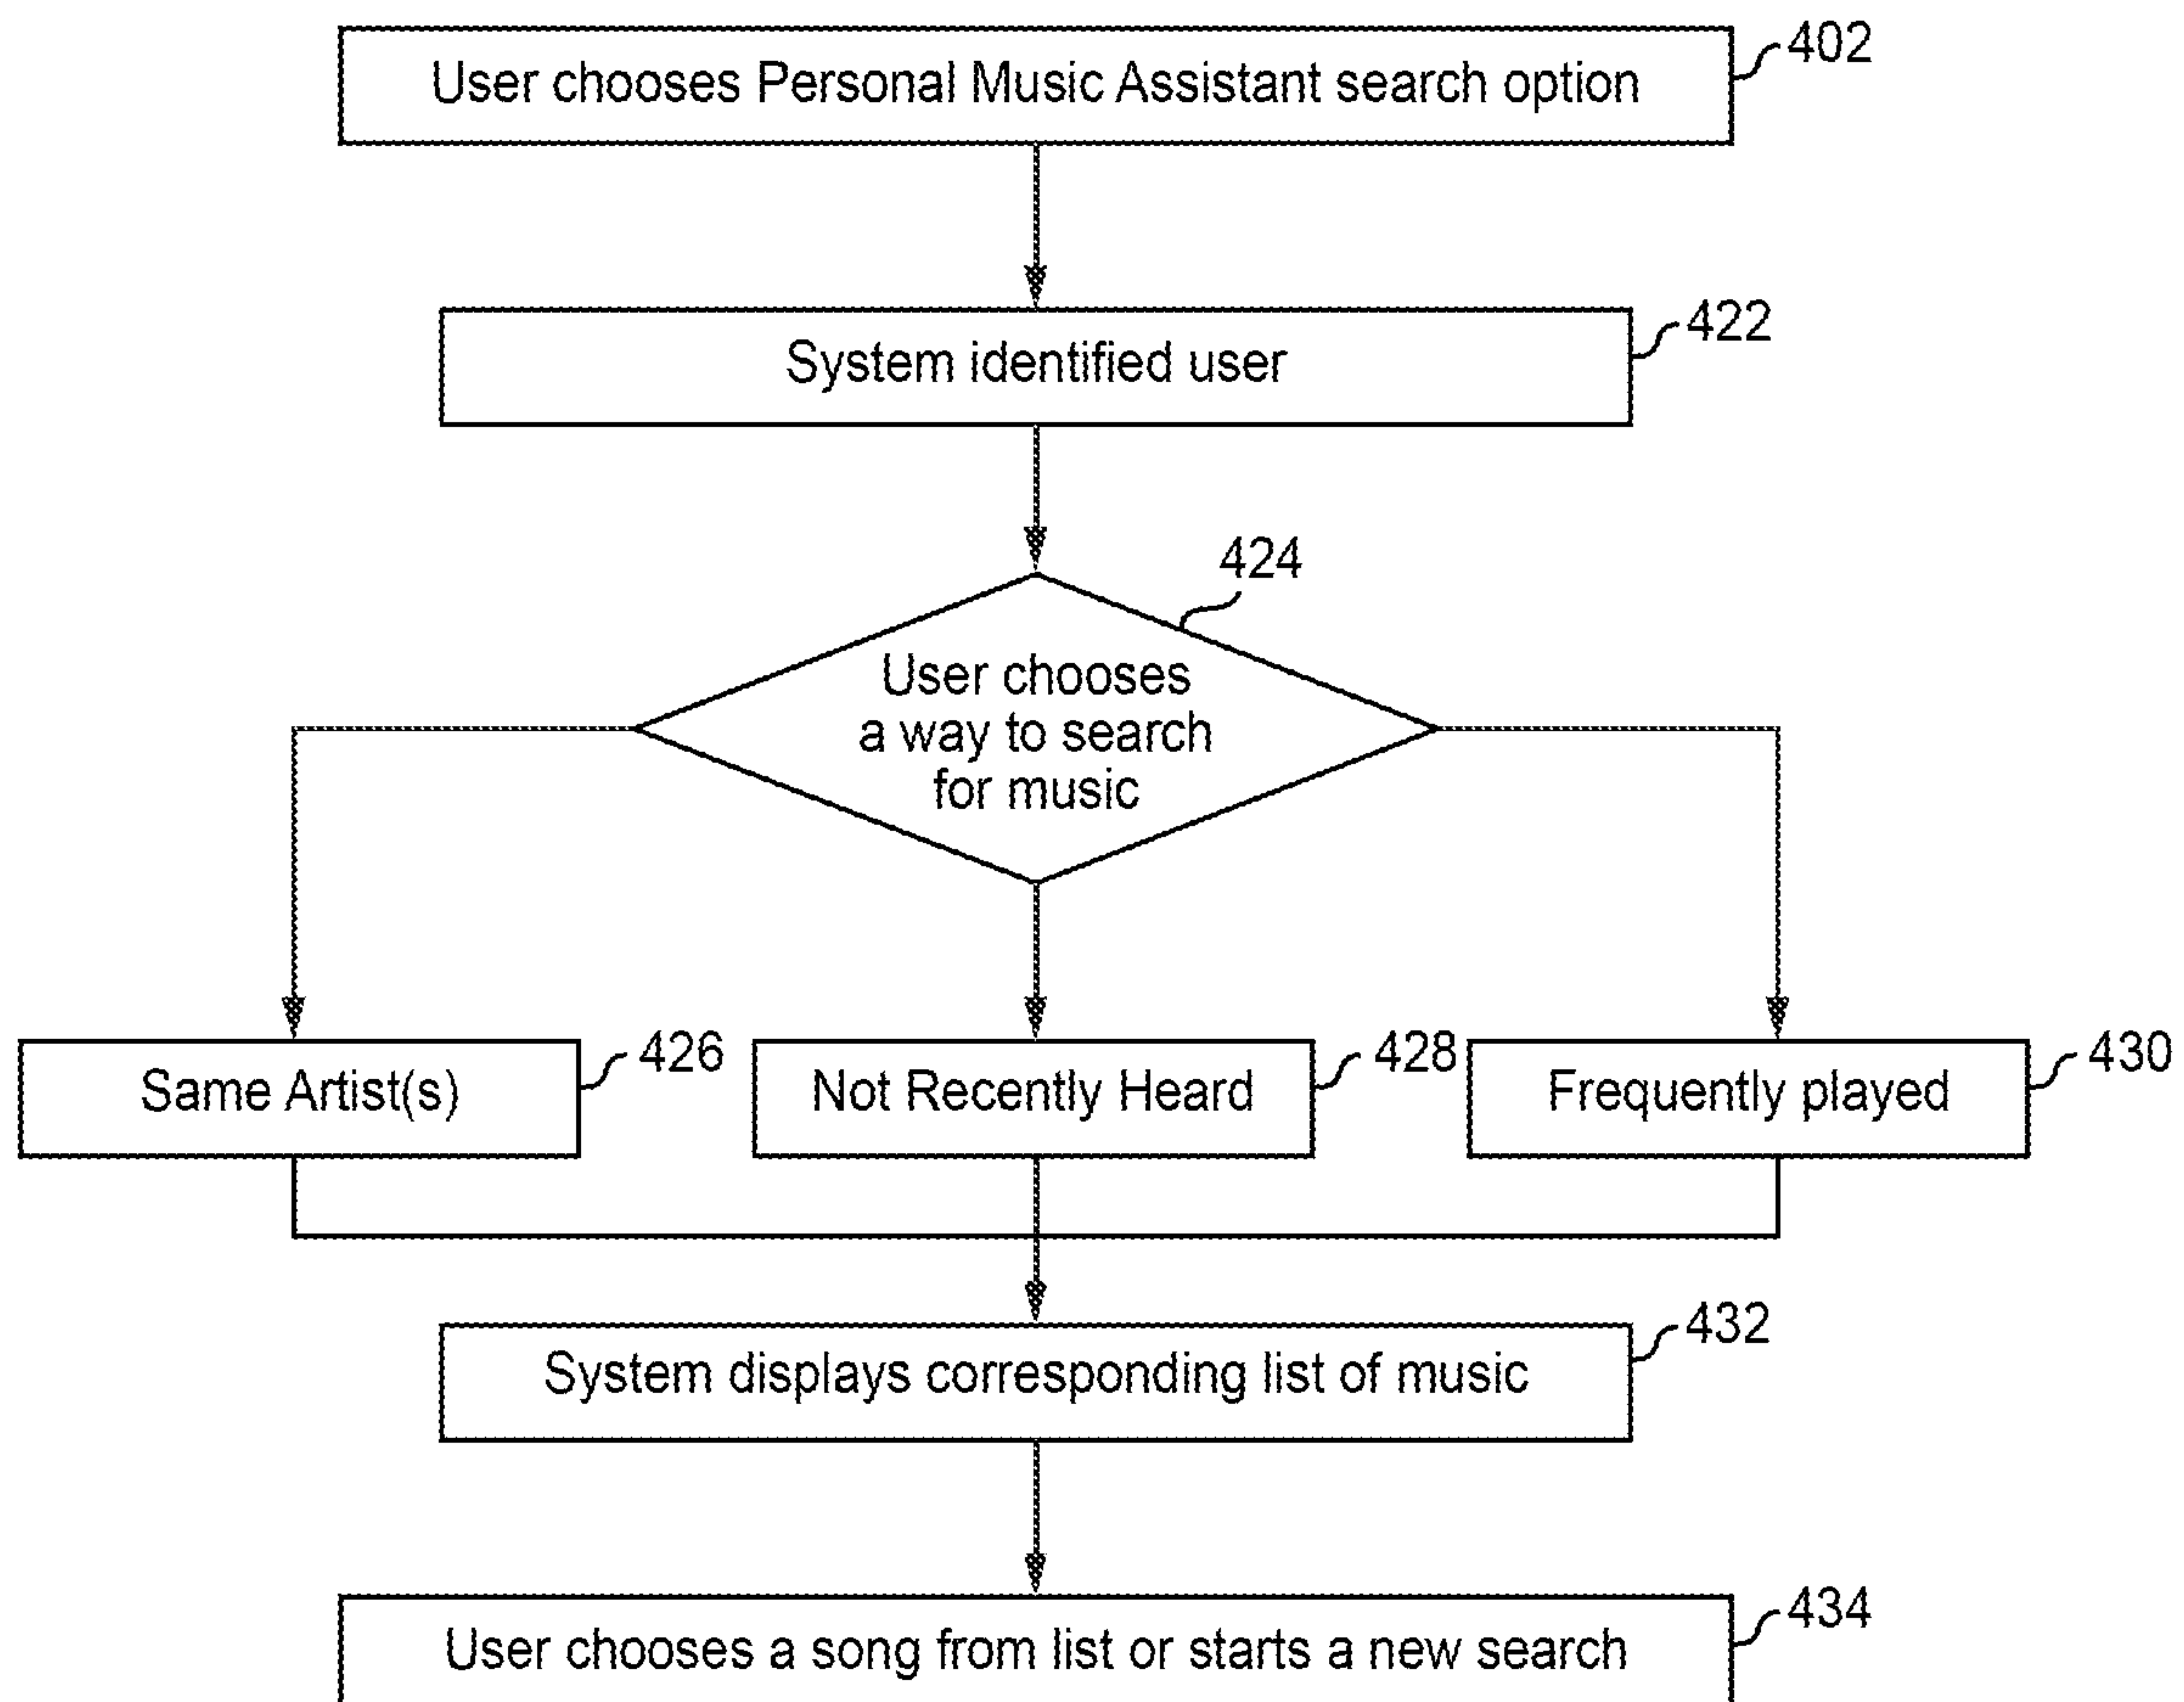 User chooses Personal Music Assistant search option
402
System identified user
422
424
User chooses
a way to search
for music
Same Artist(s)
426
Not Recently Heard
428
Frequently played
430
System displays corresponding list of music
432
User chooses a song from list or starts a new search
434